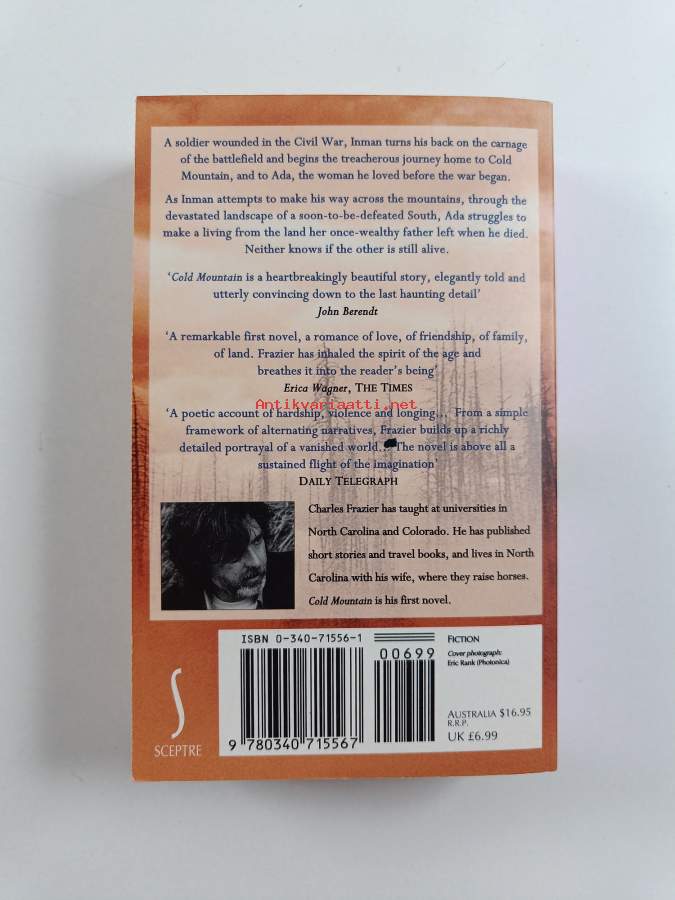 A soldier wounded in the Civil War, Inman turns his back on the carnage
of the battlefield and begins the treacherous journey home to Cold
Mountain, and to Ada, the woman he loved before the war began.
As Inman attempts to make his way across the mountains, through the
devastated landscape of a soon-to-be-defeated South, Ada struggles to
make a living from the land her once-wealthy father left when he died.
Neither knows if the other is still alive.
‘Cold Mountain is a heartbreakingly beautiful story, elegantly told and
utterly convincing down to the last haunting detail’
John Berendt
‘A remarkable first novel, a romance of love, of friendship, of family,
of land. Frazier has inhaled the spirit of the age and
breathes it into the reader's being’
Erica Wagner, THE TIMES
Antikvariaatti.net
‘A poetic account of hardship, violence and longing... From a simple
framework of alternating narratives, Frazier builds up a richly
detailed portrayal of a vanished world... The novel is above all a
sustained flight of the imagination’
DAILY TELEGRAPH
Charles Frazier has taught at universities in
North Carolina and Colorado. He has published
short stories and travel books, and lives in North
Carolina with his wife, where they raise horses.
Cold Mountain is his first novel.
SCEPTRE
ISBN 0-340-71556-1
00699
9 780340 715567
FICTION
Cover photograph:
Eric Rank (Photonica)
AUSTRALIA $16.95
R.R.P.
UK £6.99